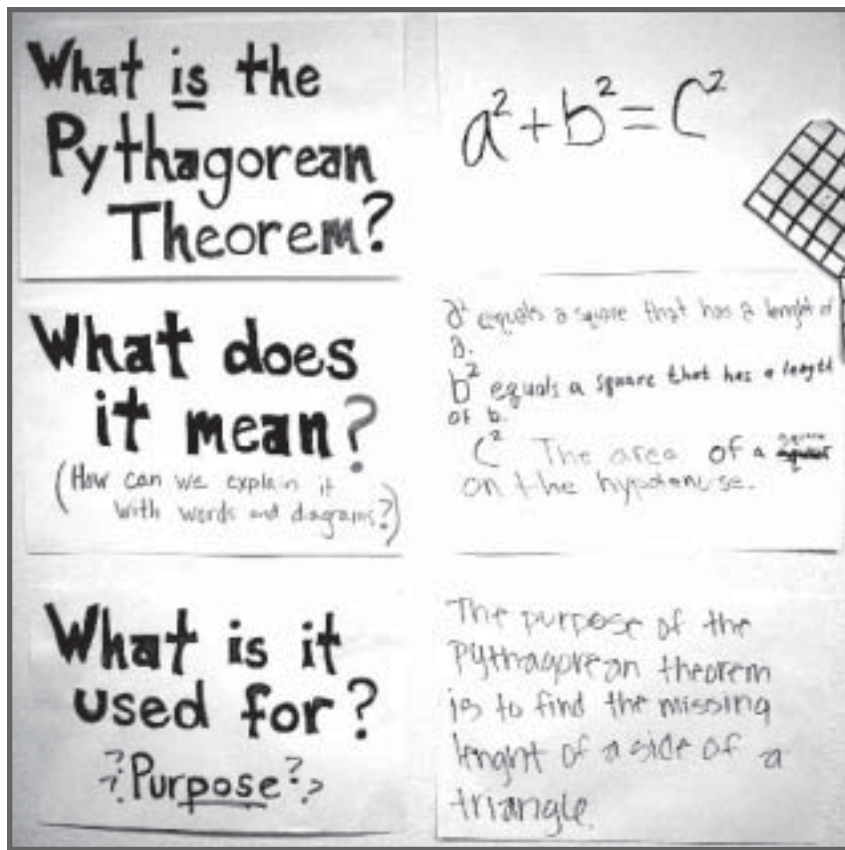 What is the
Pythagorean
Theorem?
a² + b² = C²
What does
it mean?
(How can we explain it
with words and diagrams?)
a² equals a square that has a lenght of
a.
b² equals a square that has a length
of b.
C² The area of a square
on the hypotenuse.
What is it
used for?
??Purpose??
The purpose of the
Pythagorean theorem
is to find the missing
lenght of a side of a
triangle.